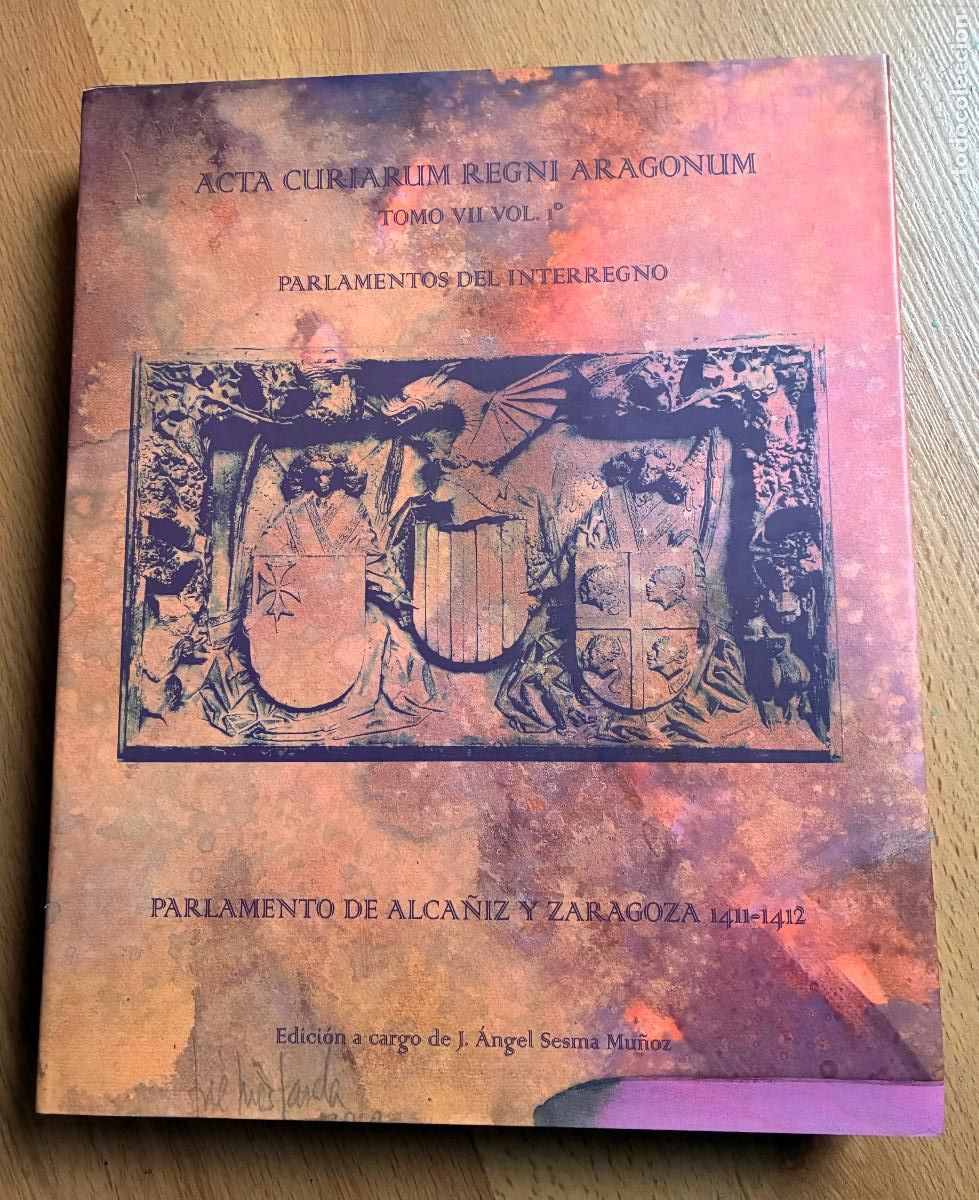 ACTA CURIARUM REGNI ARAGONUM
TOMO VII VOL. 1º
PARLAMENTOS DEL INTERREGNO
PARLAMENTO DE ALCAÑIZ Y ZARAGOZA 1411-1412
Edición a cargo de J. Ángel Sesma Muñoz
todocoleccion